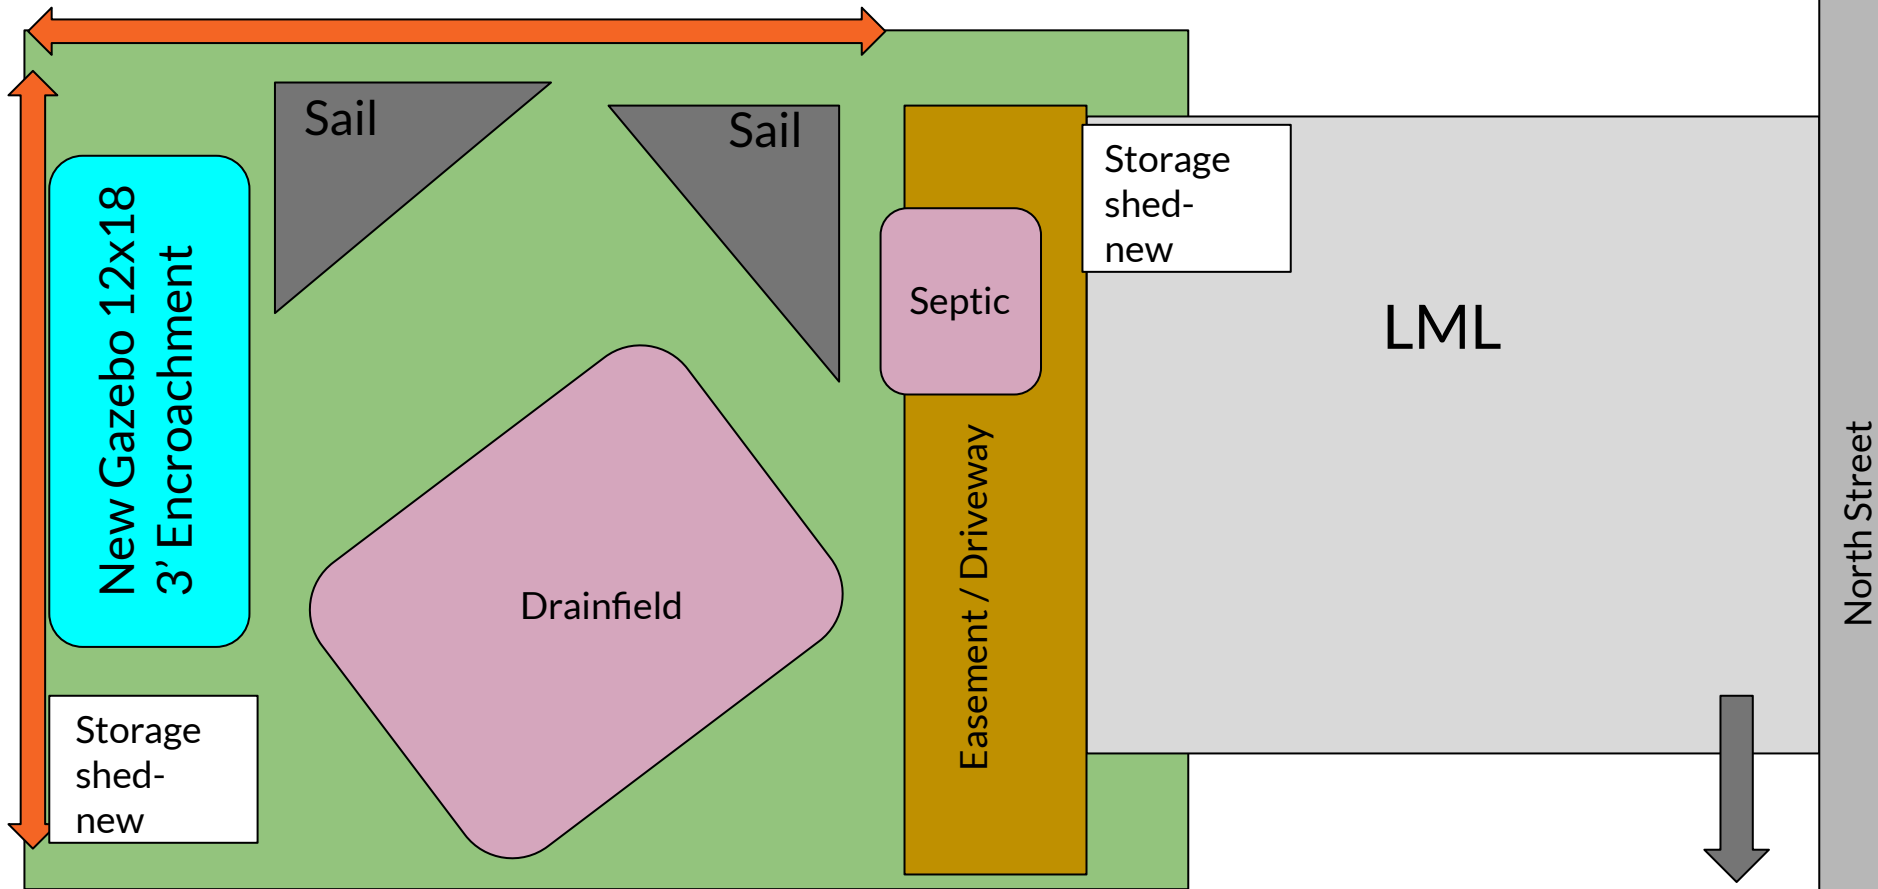 Sail
Sail
Storage
shed-
new
New Gazebo 12x18
3’ Encroachment
Septic
LML
Easement / Driveway
North Street
Drainfield
Storage
shed-
new